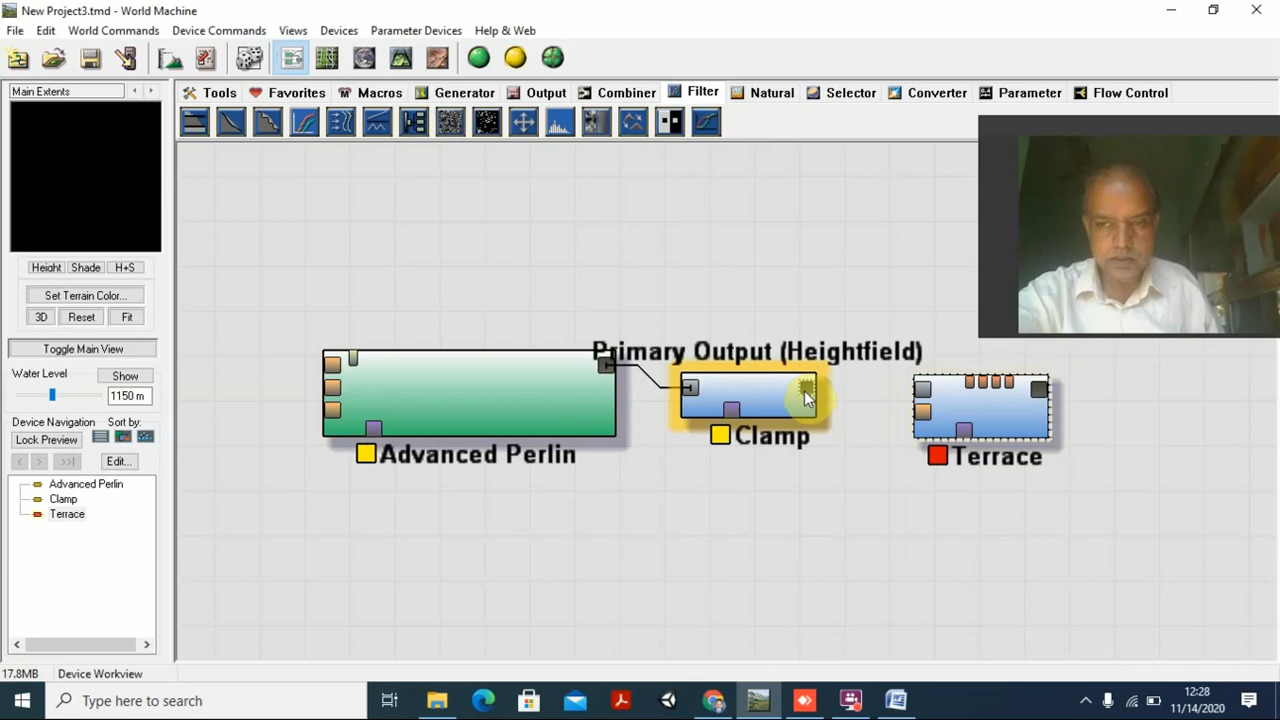 New Project3.tmd - World Machine
File Edit World Commands Device Commands Views Devices Parameter Devices Help & Web
Main Extents
Tools Favorites Macros Generator Output Combiner Filter Natural Selector Converter Parameter Flow Control
Height Shade H+S
Set Terrain Color...
3D Reset Fit
Toggle Main View
Water Level Show
1150 m
Device Navigation Sort by:
Lock Preview
Edit...
Advanced Perlin
Clamp
Terrace
Primary Output (Heightfield)
Clamp
Advanced Perlin
Terrace
17.8MB Device Workview
Type here to search
12:28
11/14/2020